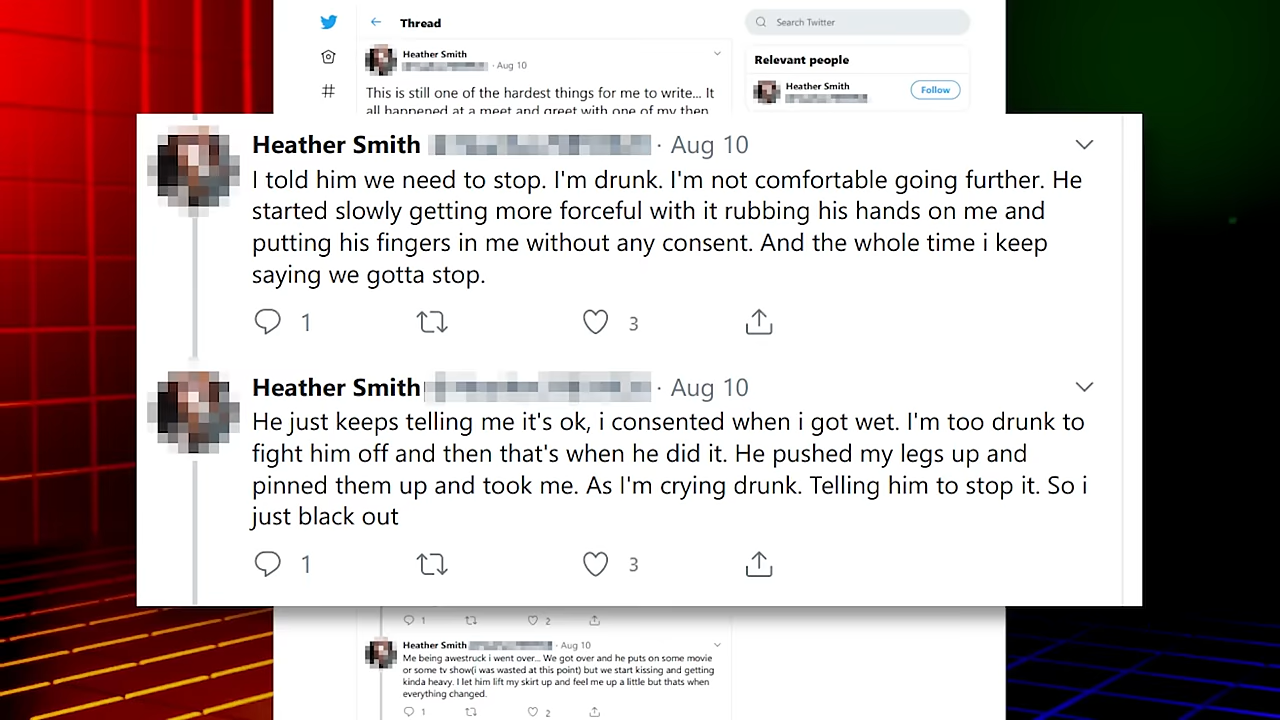 Thread
Search Twitter
Heather Smith
· Aug 10
This is still one of the hardest things for me to write... It
all happened at a meet and greet with one of my then
Relevant people
Heather Smith
Follow
Heather Smith · Aug 10
I told him we need to stop. I'm drunk. I'm not comfortable going further. He
started slowly getting more forceful with it rubbing his hands on me and
putting his fingers in me without any consent. And the whole time i keep
saying we gotta stop.
1 3
Heather Smith · Aug 10
He just keeps telling me it's ok, i consented when i got wet. I'm too drunk to
fight him off and then that's when he did it. He pushed my legs up and
pinned them up and took me. As I'm crying drunk. Telling him to stop it. So i
just black out
1 3
1 2
Heather Smith · Aug 10
Me being awestruck i went over... We got over and he puts on some movie
or some tv show(i was wasted at this point) but we start kissing and getting
kinda heavy. I let him lift my skirt up and feel me up a little but thats when
everything changed.
1 2